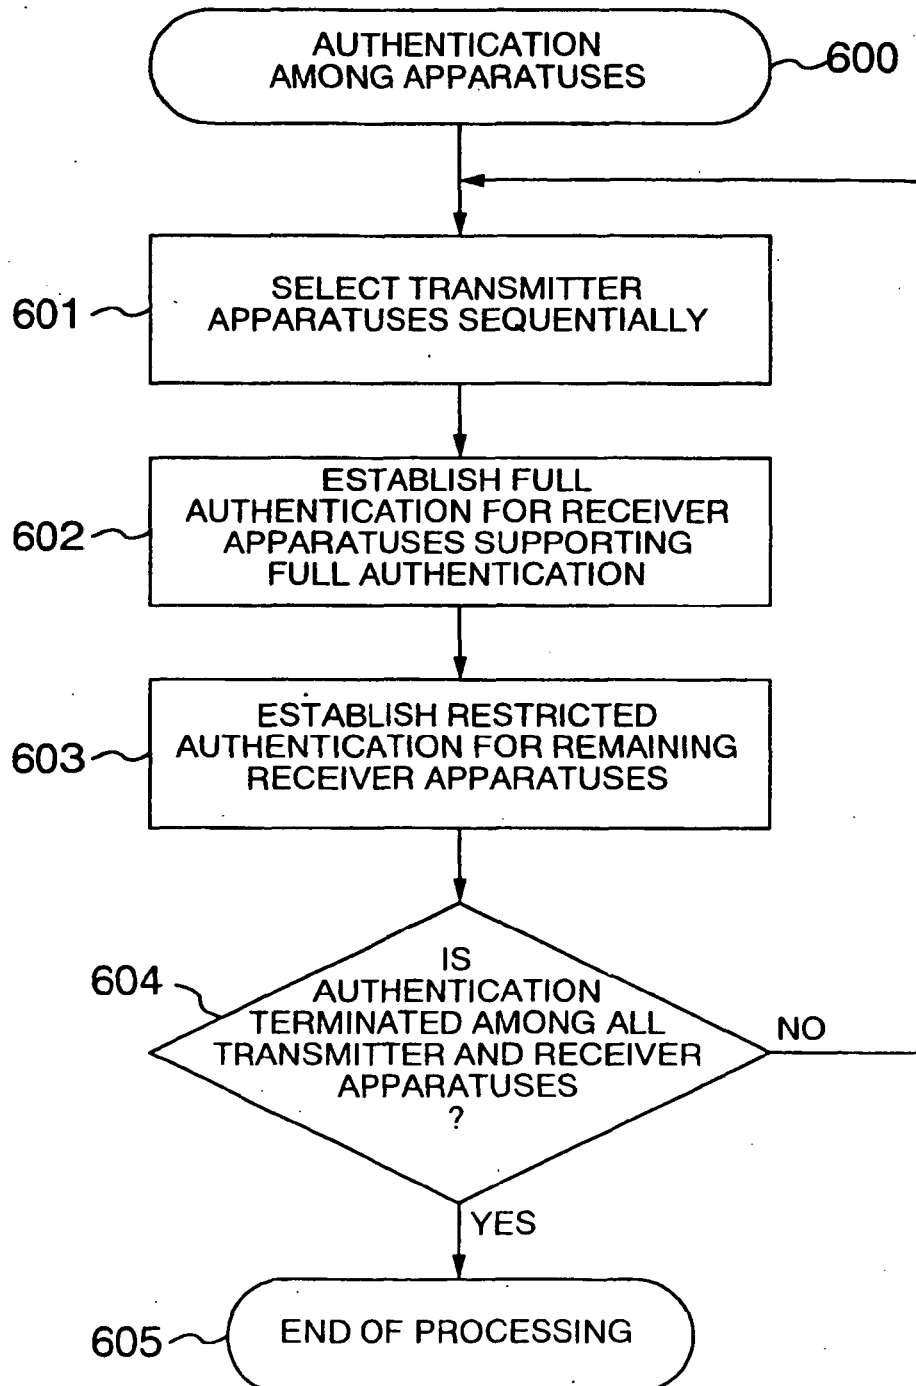 AUTHENTICATION
AMONG APPARATUSES
600
601
SELECT TRANSMITTER
APPARATUSES SEQUENTIALLY
602
ESTABLISH FULL
AUTHENTICATION FOR RECEIVER
APPARATUSES SUPPORTING
FULL AUTHENTICATION
603
ESTABLISH RESTRICTED
AUTHENTICATION FOR REMAINING
RECEIVER APPARATUSES
604
IS
AUTHENTICATION
TERMINATED AMONG ALL
TRANSMITTER AND RECEIVER
APPARATUSES
?
NO
YES
605
END OF PROCESSING